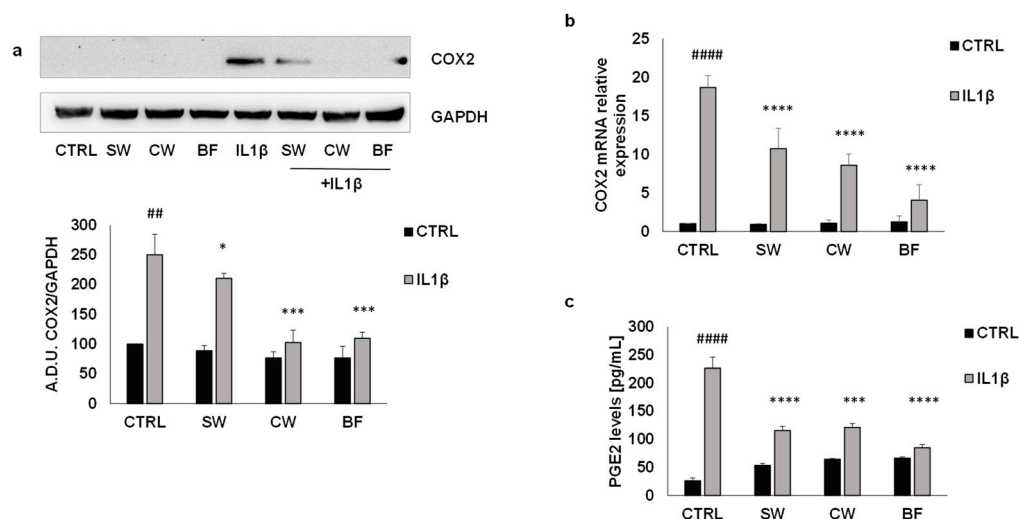 a
COX2
GAPDH
CTRL SW CW BF IL1β SW CW BF
+IL1β
A.D.U. COX2/GAPDH
300
250
200
150
100
50
0
##
*
***
***
CTRL
IL1β
CTRL SW CW BF
b
COX2 mRNA relative
expression
25
20
15
10
5
0
####
****
****
****
CTRL
IL1β
CTRL SW CW BF
c
PGE2 levels [pg/mL]
300
250
200
150
100
50
0
####
****
***
****
CTRL
IL1β
CTRL SW CW BF